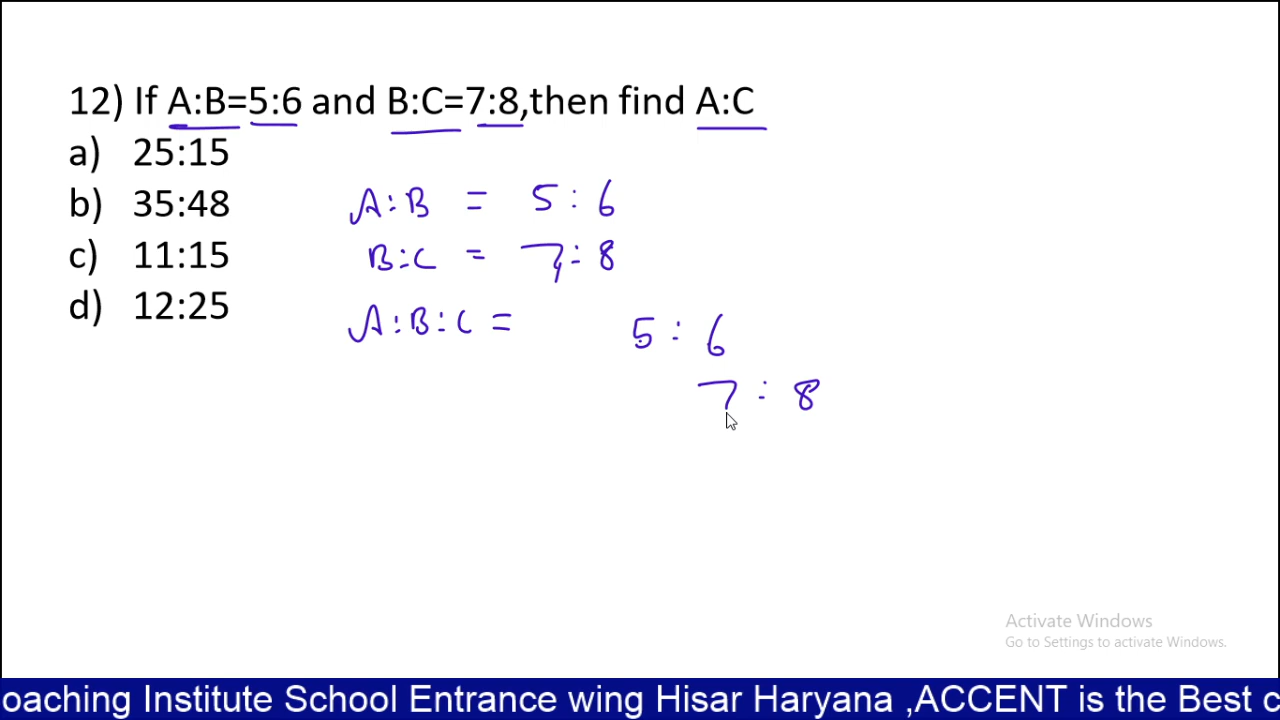 12) If A:B=5:6 and B:C=7:8,then find A:C
a) 25:15
b) 35:48
c) 11:15
d) 12:25
A:B = 5:6
B:C = 7:8
A:B:C = 5:6
7:8
Activate Windows
Go to Settings to activate Windows.
oaching Institute School Entrance wing Hisar Haryana ,ACCENT is the Best c